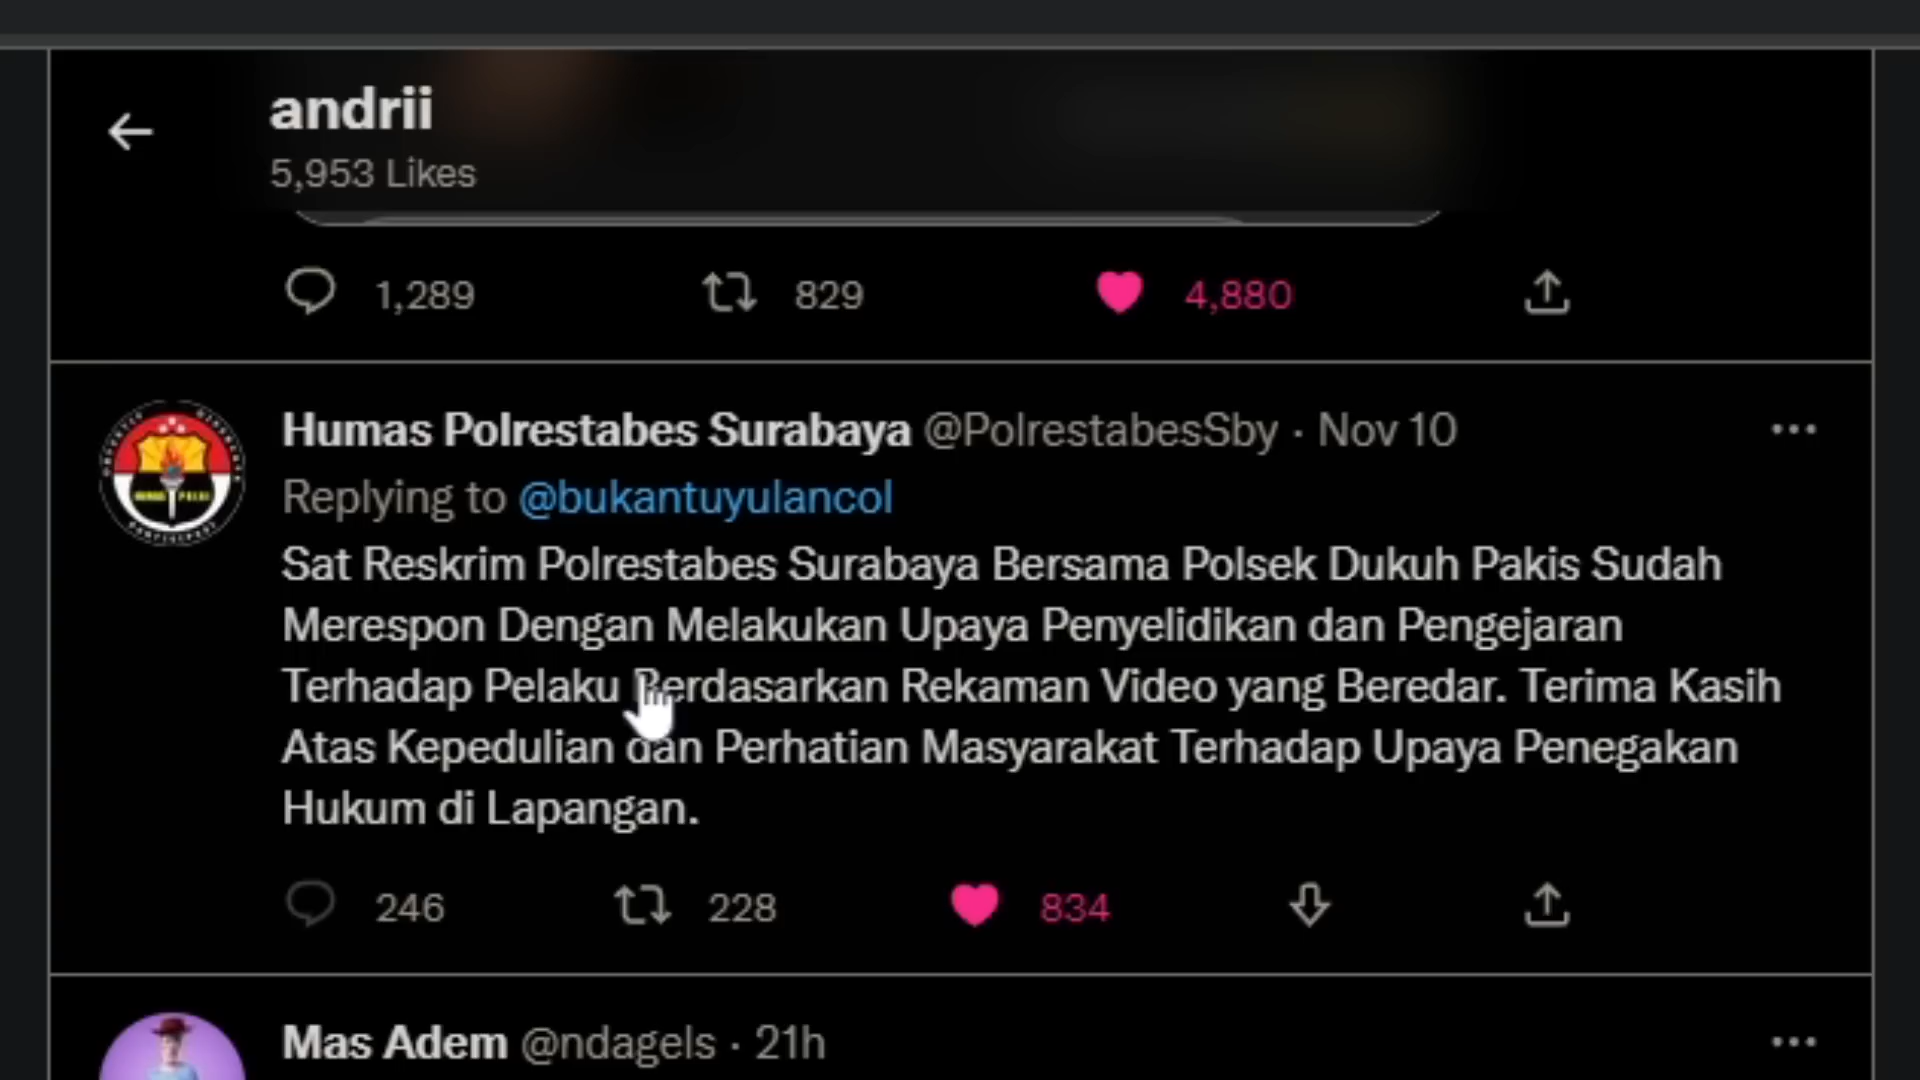 andrii
5,953 Likes
1,289 829 4,880
Humas Polrestabes Surabaya @PolrestabesSby · Nov 10
Replying to @bukantuyulancol
Sat Reskrim Polrestabes Surabaya Bersama Polsek Dukuh Pakis Sudah
Merespon Dengan Melakukan Upaya Penyelidikan dan Pengejaran
Terhadap Pelaku Berdasarkan Rekaman Video yang Beredar. Terima Kasih
Atas Kepedulian dan Perhatian Masyarakat Terhadap Upaya Penegakan
Hukum di Lapangan.
246 228 834
Mas Adem @ndagels · 21h